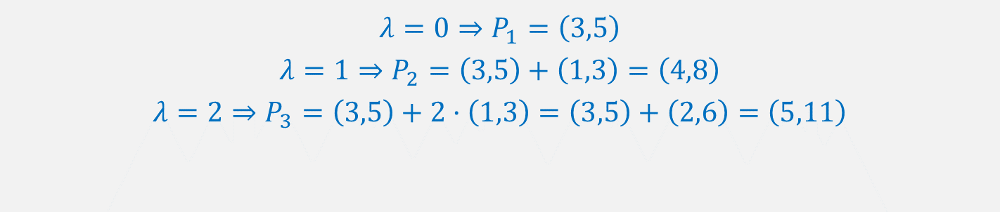 λ = 0 ⇒ P₁ = (3,5)
λ = 1 ⇒ P₂ = (3,5) + (1,3) = (4,8)
λ = 2 ⇒ P₃ = (3,5) + 2 · (1,3) = (3,5) + (2,6) = (5,11)